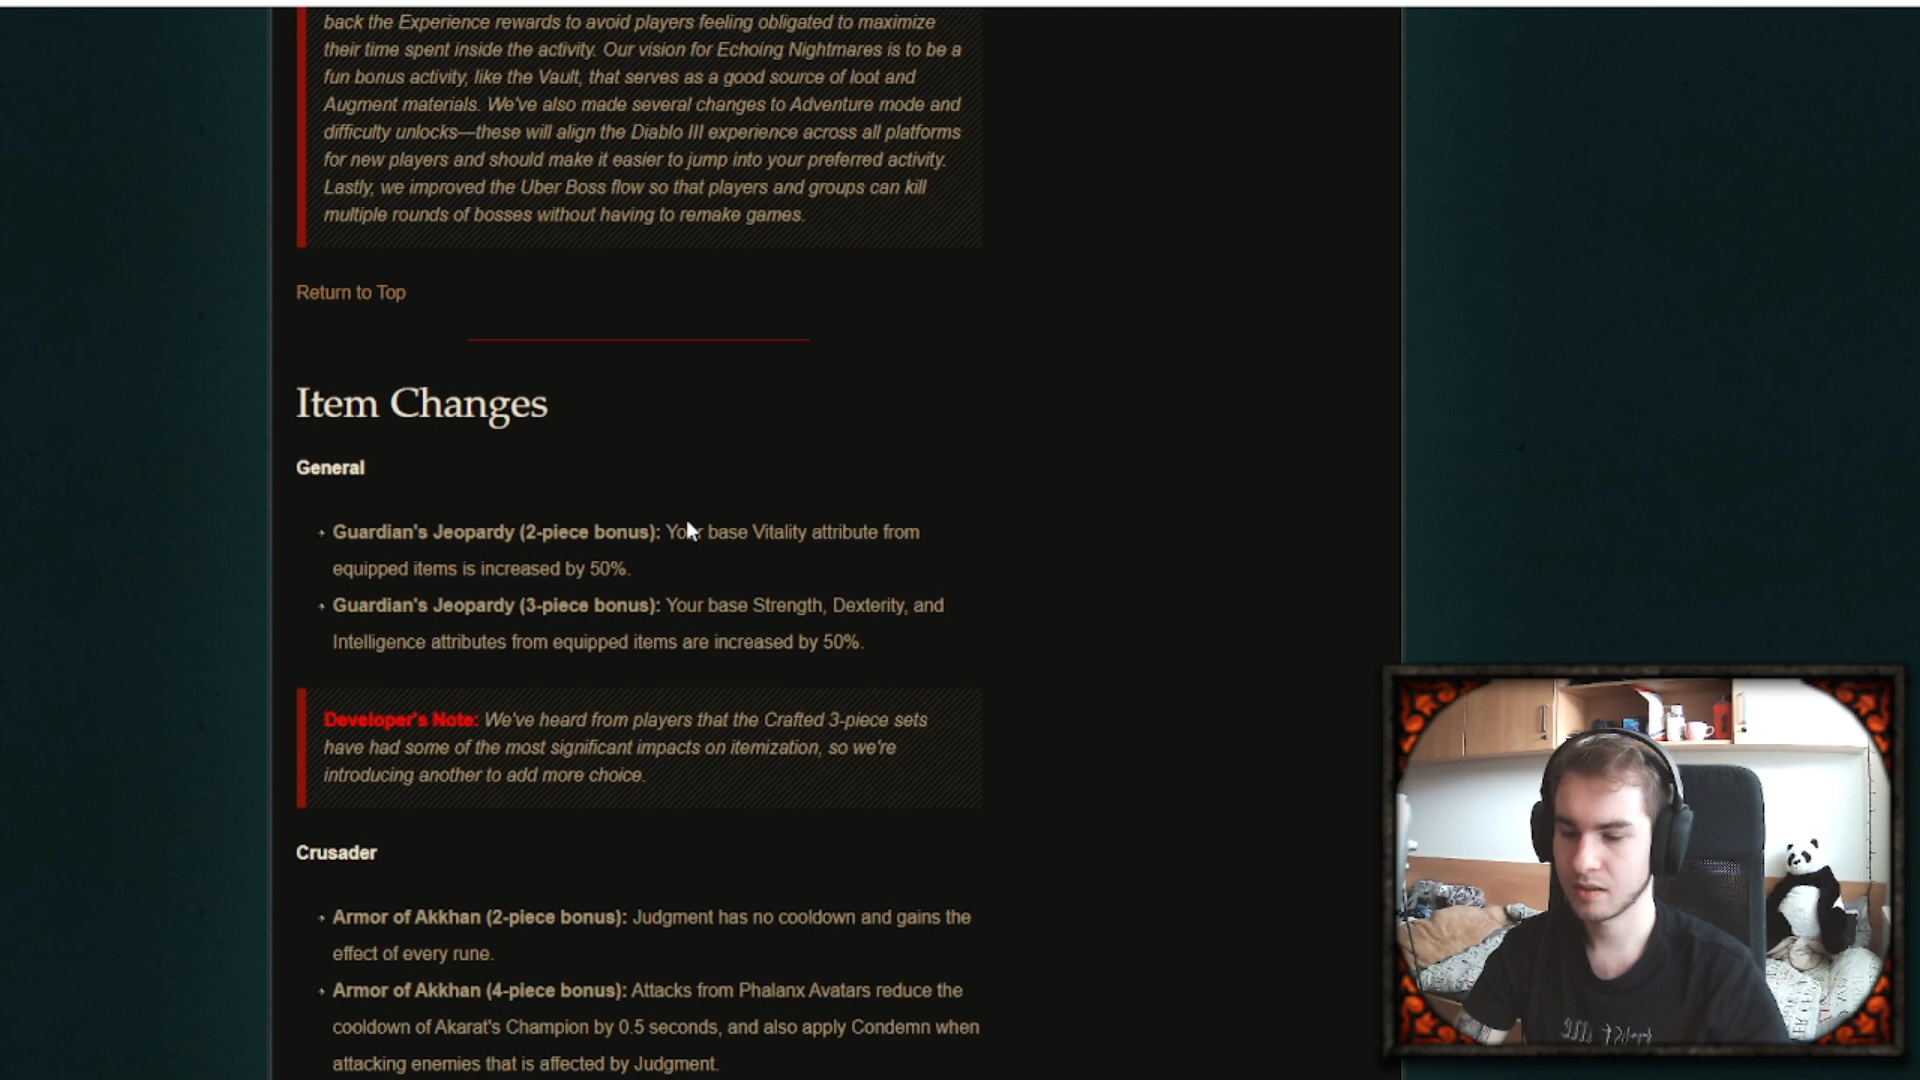 back the Experience rewards to avoid players feeling obligated to maximize
their time spent inside the activity. Our vision for Echoing Nightmares is to be a
fun bonus activity, like the Vault, that serves as a good source of loot and
Augment materials. We've also made several changes to Adventure mode and
difficulty unlocks—these will align the Diablo III experience across all platforms
for new players and should make it easier to jump into your preferred activity.
Lastly, we improved the Uber Boss flow so that players and groups can kill
multiple rounds of bosses without having to remake games.
Return to Top
Item Changes
General
Guardian's Jeopardy (2-piece bonus): Your base Vitality attribute from
equipped items is increased by 50%.
Guardian's Jeopardy (3-piece bonus): Your base Strength, Dexterity, and
Intelligence attributes from equipped items are increased by 50%.
Developer's Note: We've heard from players that the Crafted 3-piece sets
have had some of the most significant impacts on itemization, so we're
introducing another to add more choice.
Crusader
Armor of Akkhan (2-piece bonus): Judgment has no cooldown and gains the
effect of every rune.
Armor of Akkhan (4-piece bonus): Attacks from Phalanx Avatars reduce the
cooldown of Akarat's Champion by 0.5 seconds, and also apply Condemn when
attacking enemies that is affected by Judgment.